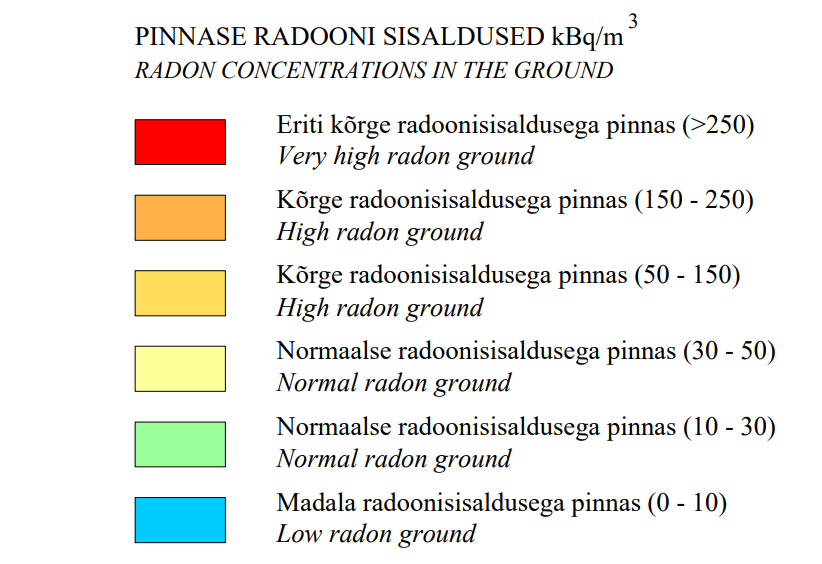 PINNASE RADOONI SISALDUSED kBq/m³
RADON CONCENTRATIONS IN THE GROUND
Eriti kõrge radoonisisaldusega pinnas (>250)
Very high radon ground
Kõrge radoonisisaldusega pinnas (150 - 250)
High radon ground
Kõrge radoonisisaldusega pinnas (50 - 150)
High radon ground
Normaalse radoonisisaldusega pinnas (30 - 50)
Normal radon ground
Normaalse radoonisisaldusega pinnas (10 - 30)
Normal radon ground
Madala radoonisisaldusega pinnas (0 - 10)
Low radon ground